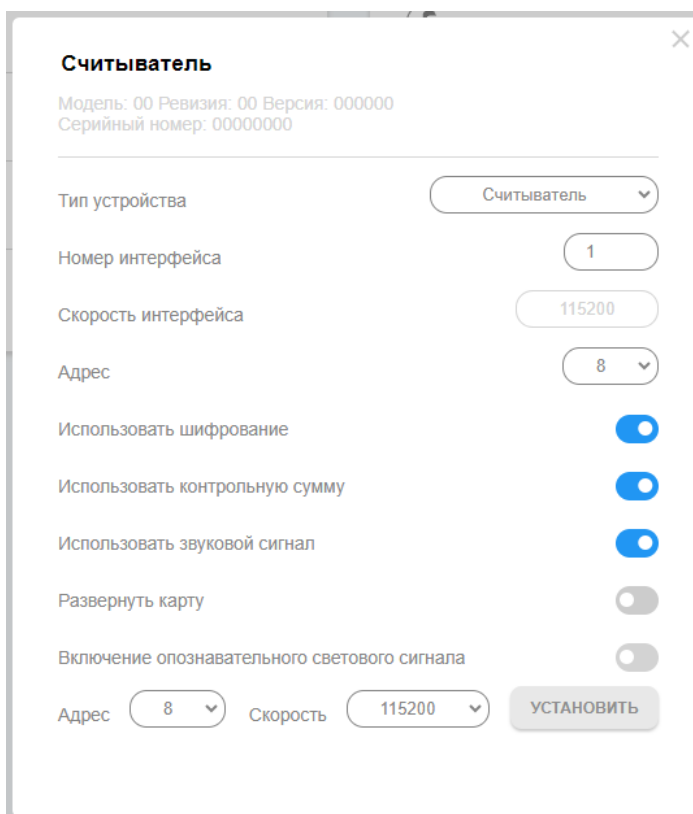 Считыватель
Модель: 00 Ревизия: 00 Версия: 000000
Серийный номер: 00000000
Тип устройства Считыватель
Номер интерфейса 1
Скорость интерфейса 115200
Адрес 8
Использовать шифрование
Использовать контрольную сумму
Использовать звуковой сигнал
Развернуть карту
Включение опознавательного светового сигнала
Адрес 8 Скорость 115200 УСТАНОВИТЬ